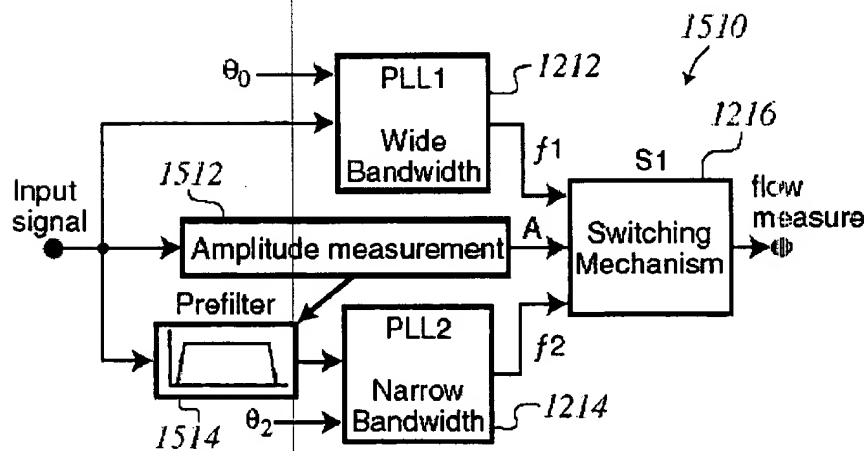 1510
θ0
PLL1
Wide
Bandwidth
1212
f1
1216
S1
Switching
Mechanism
flow
measure
Input
signal
1512
Amplitude measurement
A
Prefilter
1514
θ2
PLL2
Narrow
Bandwidth
f2
1214